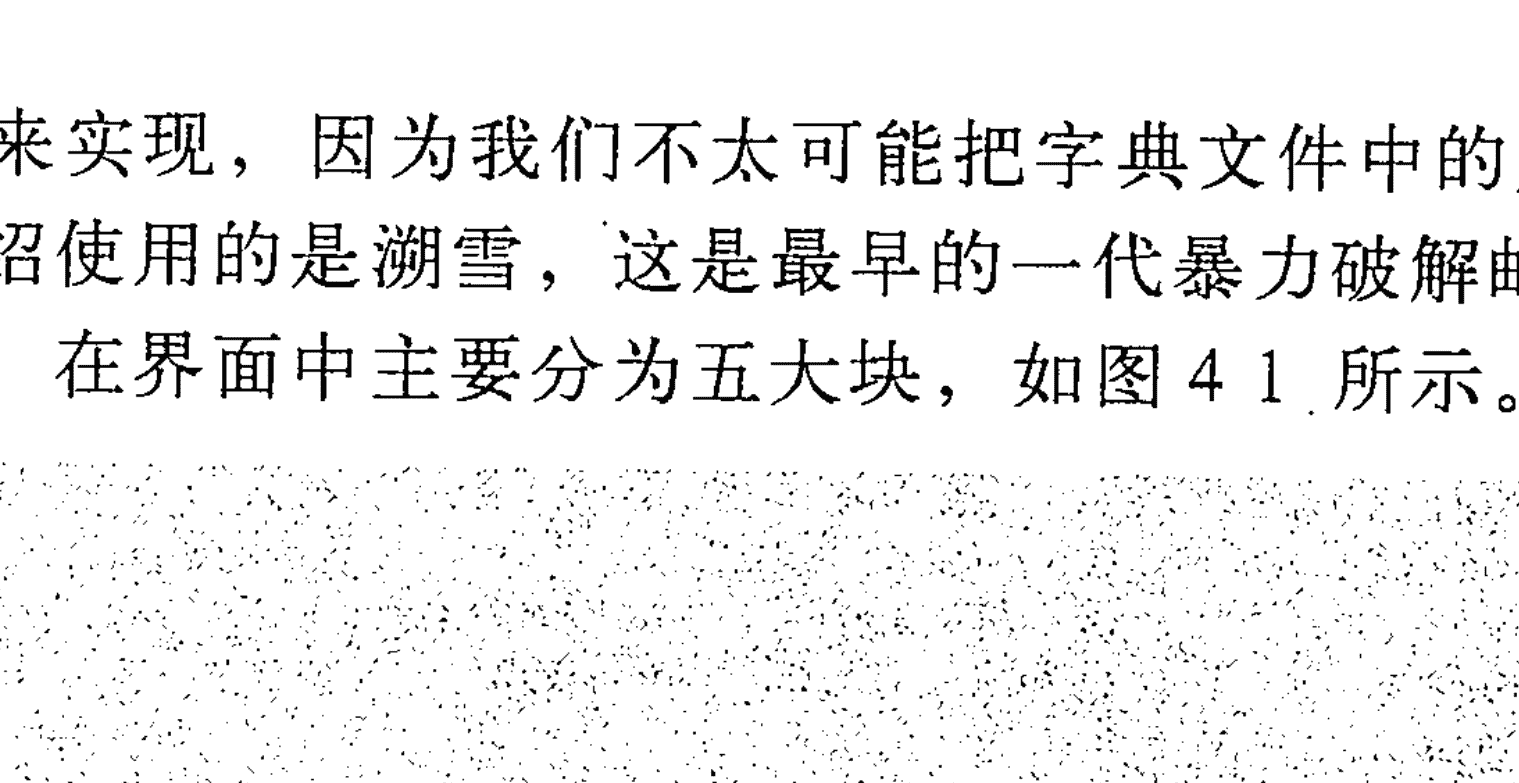 来实现，因为我们不太可能把字典文件中的
使用的是溯雪，这是最早的一代暴力破解
在界面中主要分为五大块，如图 4 1 所示。